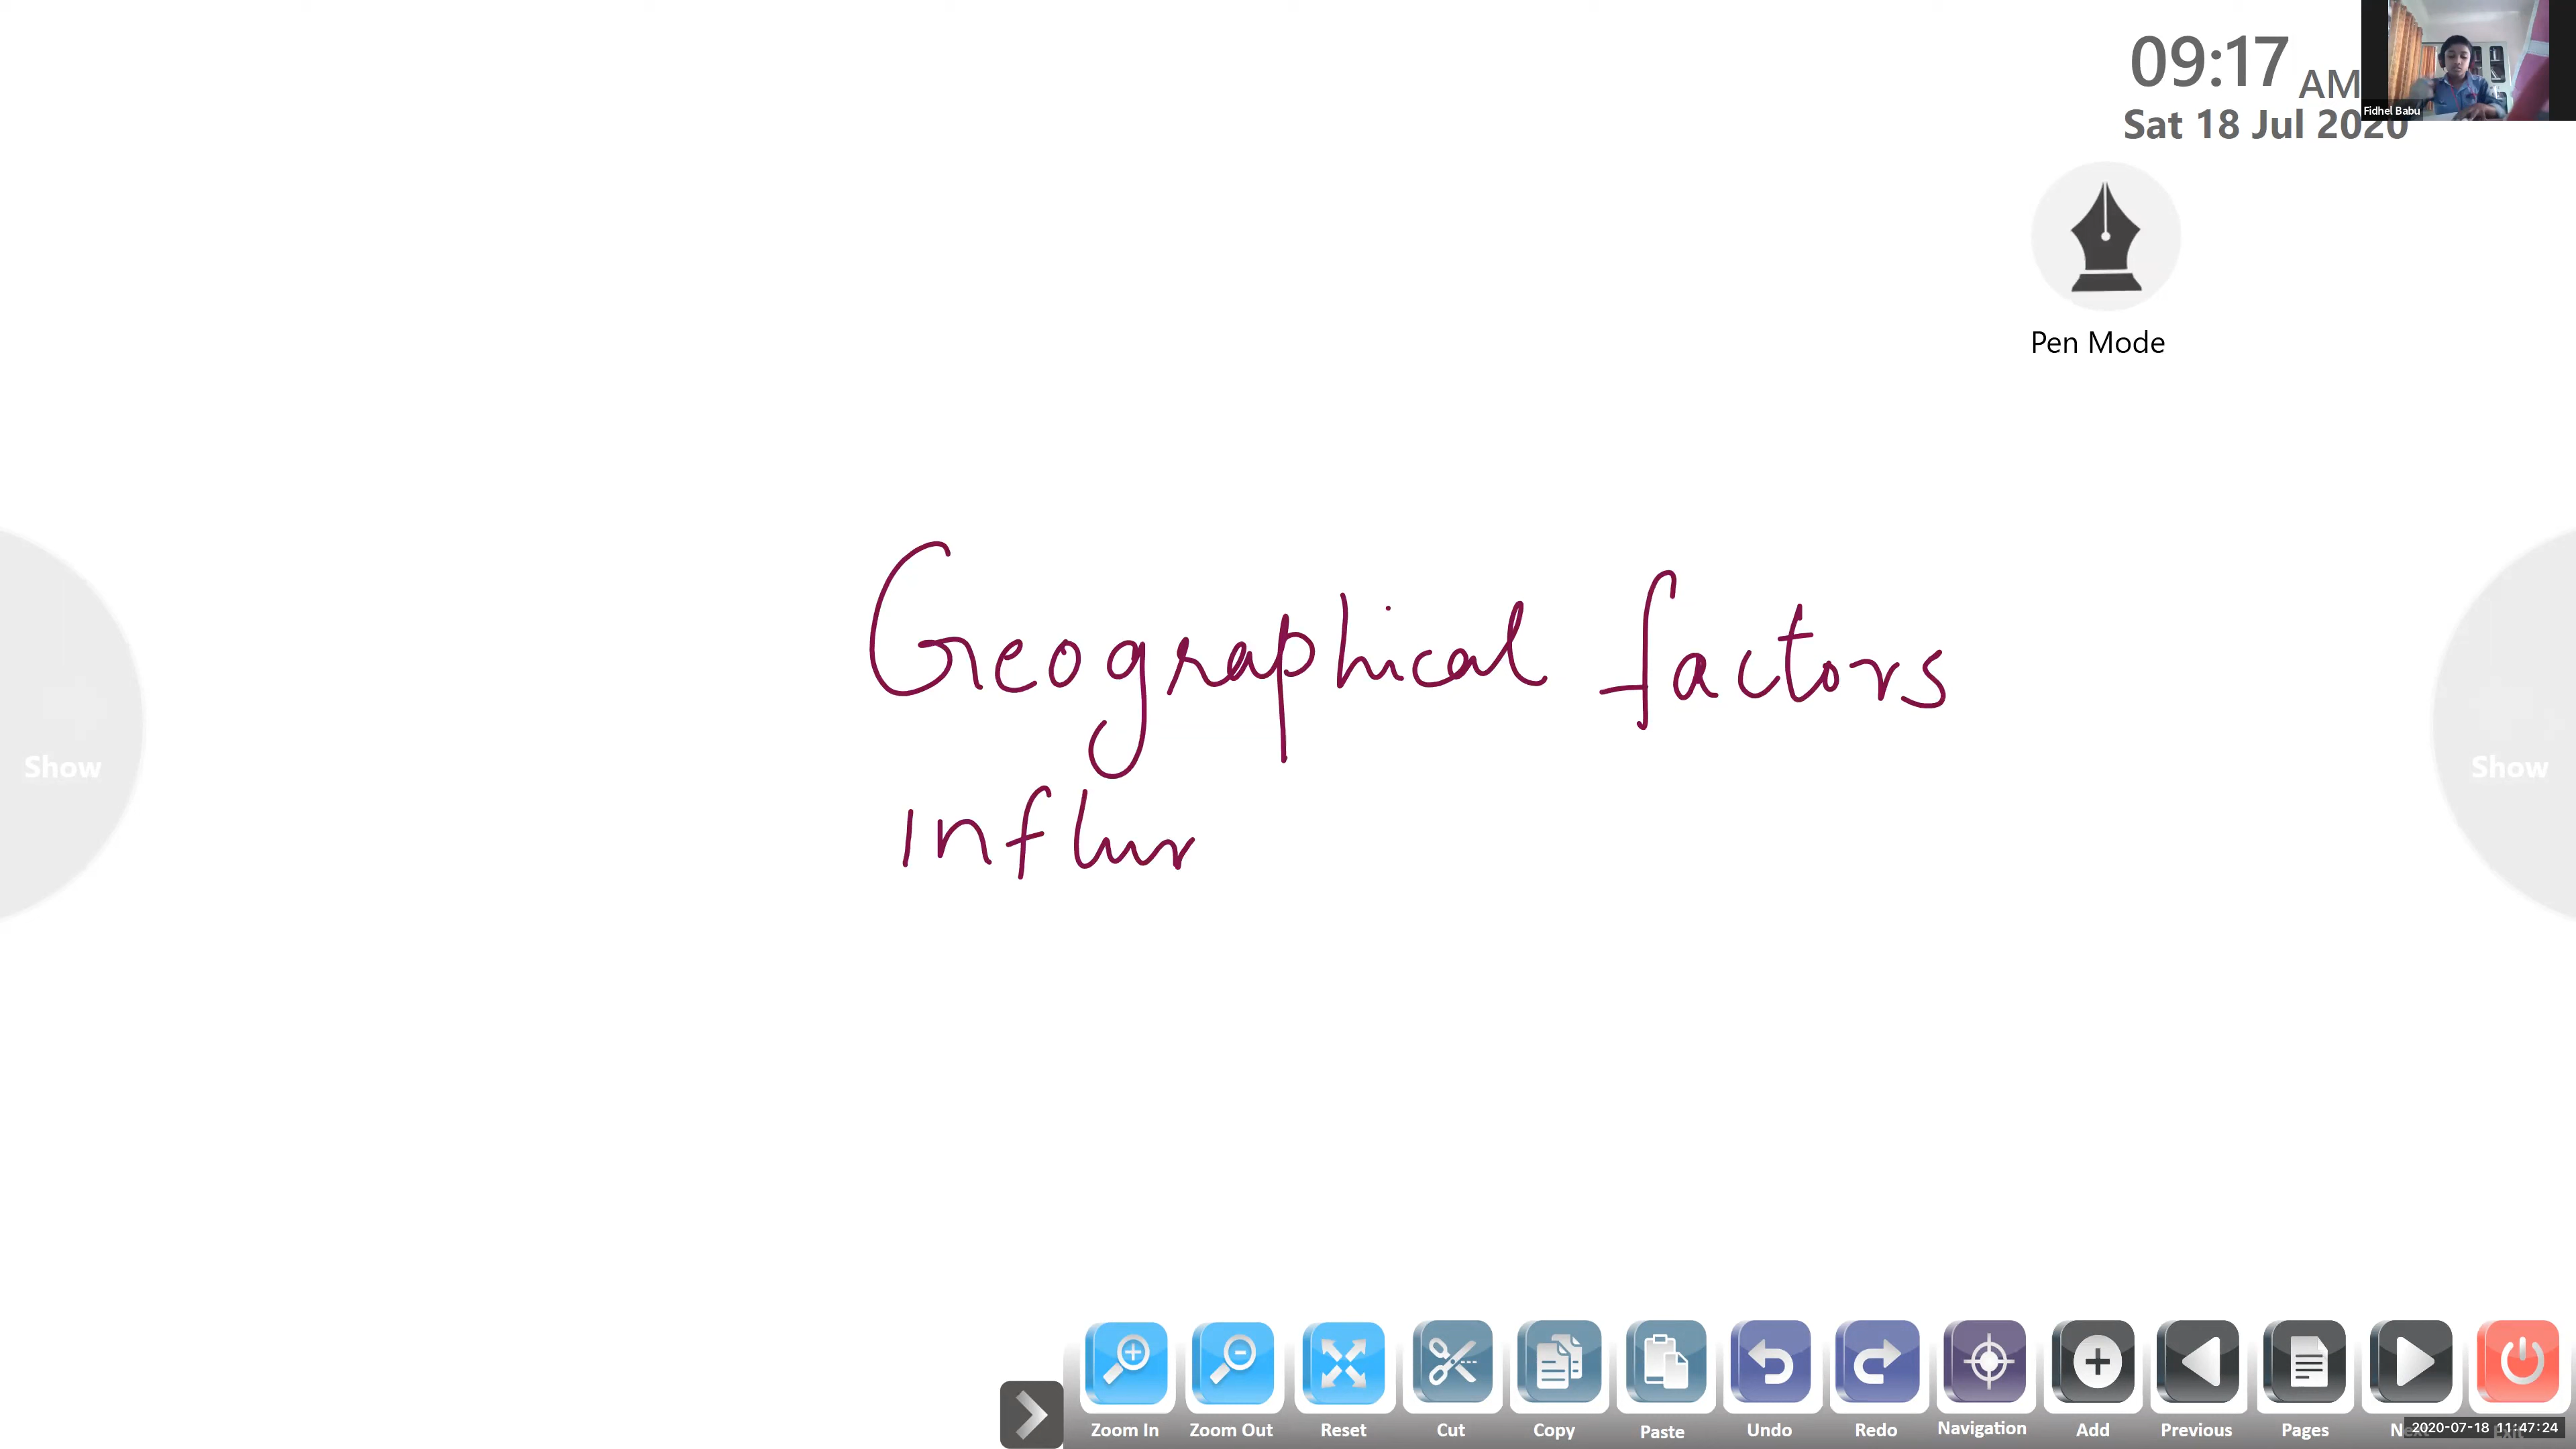 09:17 AM
Sat 18 Jul 2020
Fidhel Babu
Pen Mode
Geographical factors
Show
Show
Zoom In
Zoom Out
Reset
Cut
Copy
Paste
Undo
Redo
Navigation
Add
Previous
Pages
2020-07-18 11:47:24